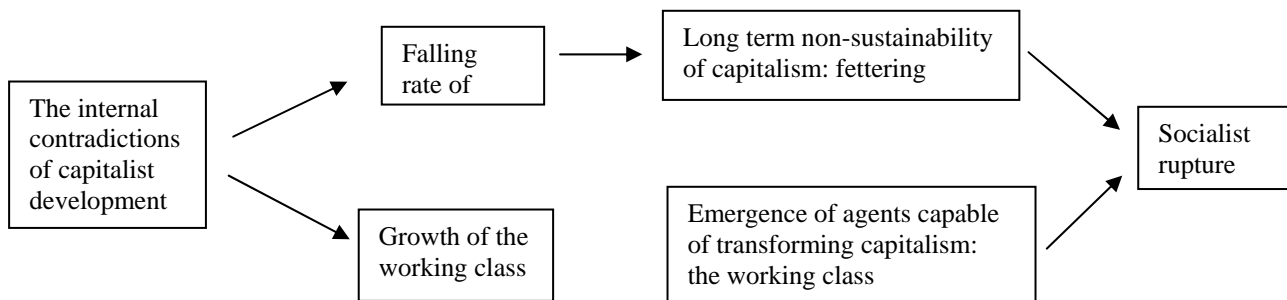 The internal
contradictions
of capitalist
development
Falling
rate of
Long term non-sustainability
of capitalism: fettering
Growth of the
working class
Emergence of agents capable
of transforming capitalism:
the working class
Socialist
rupture